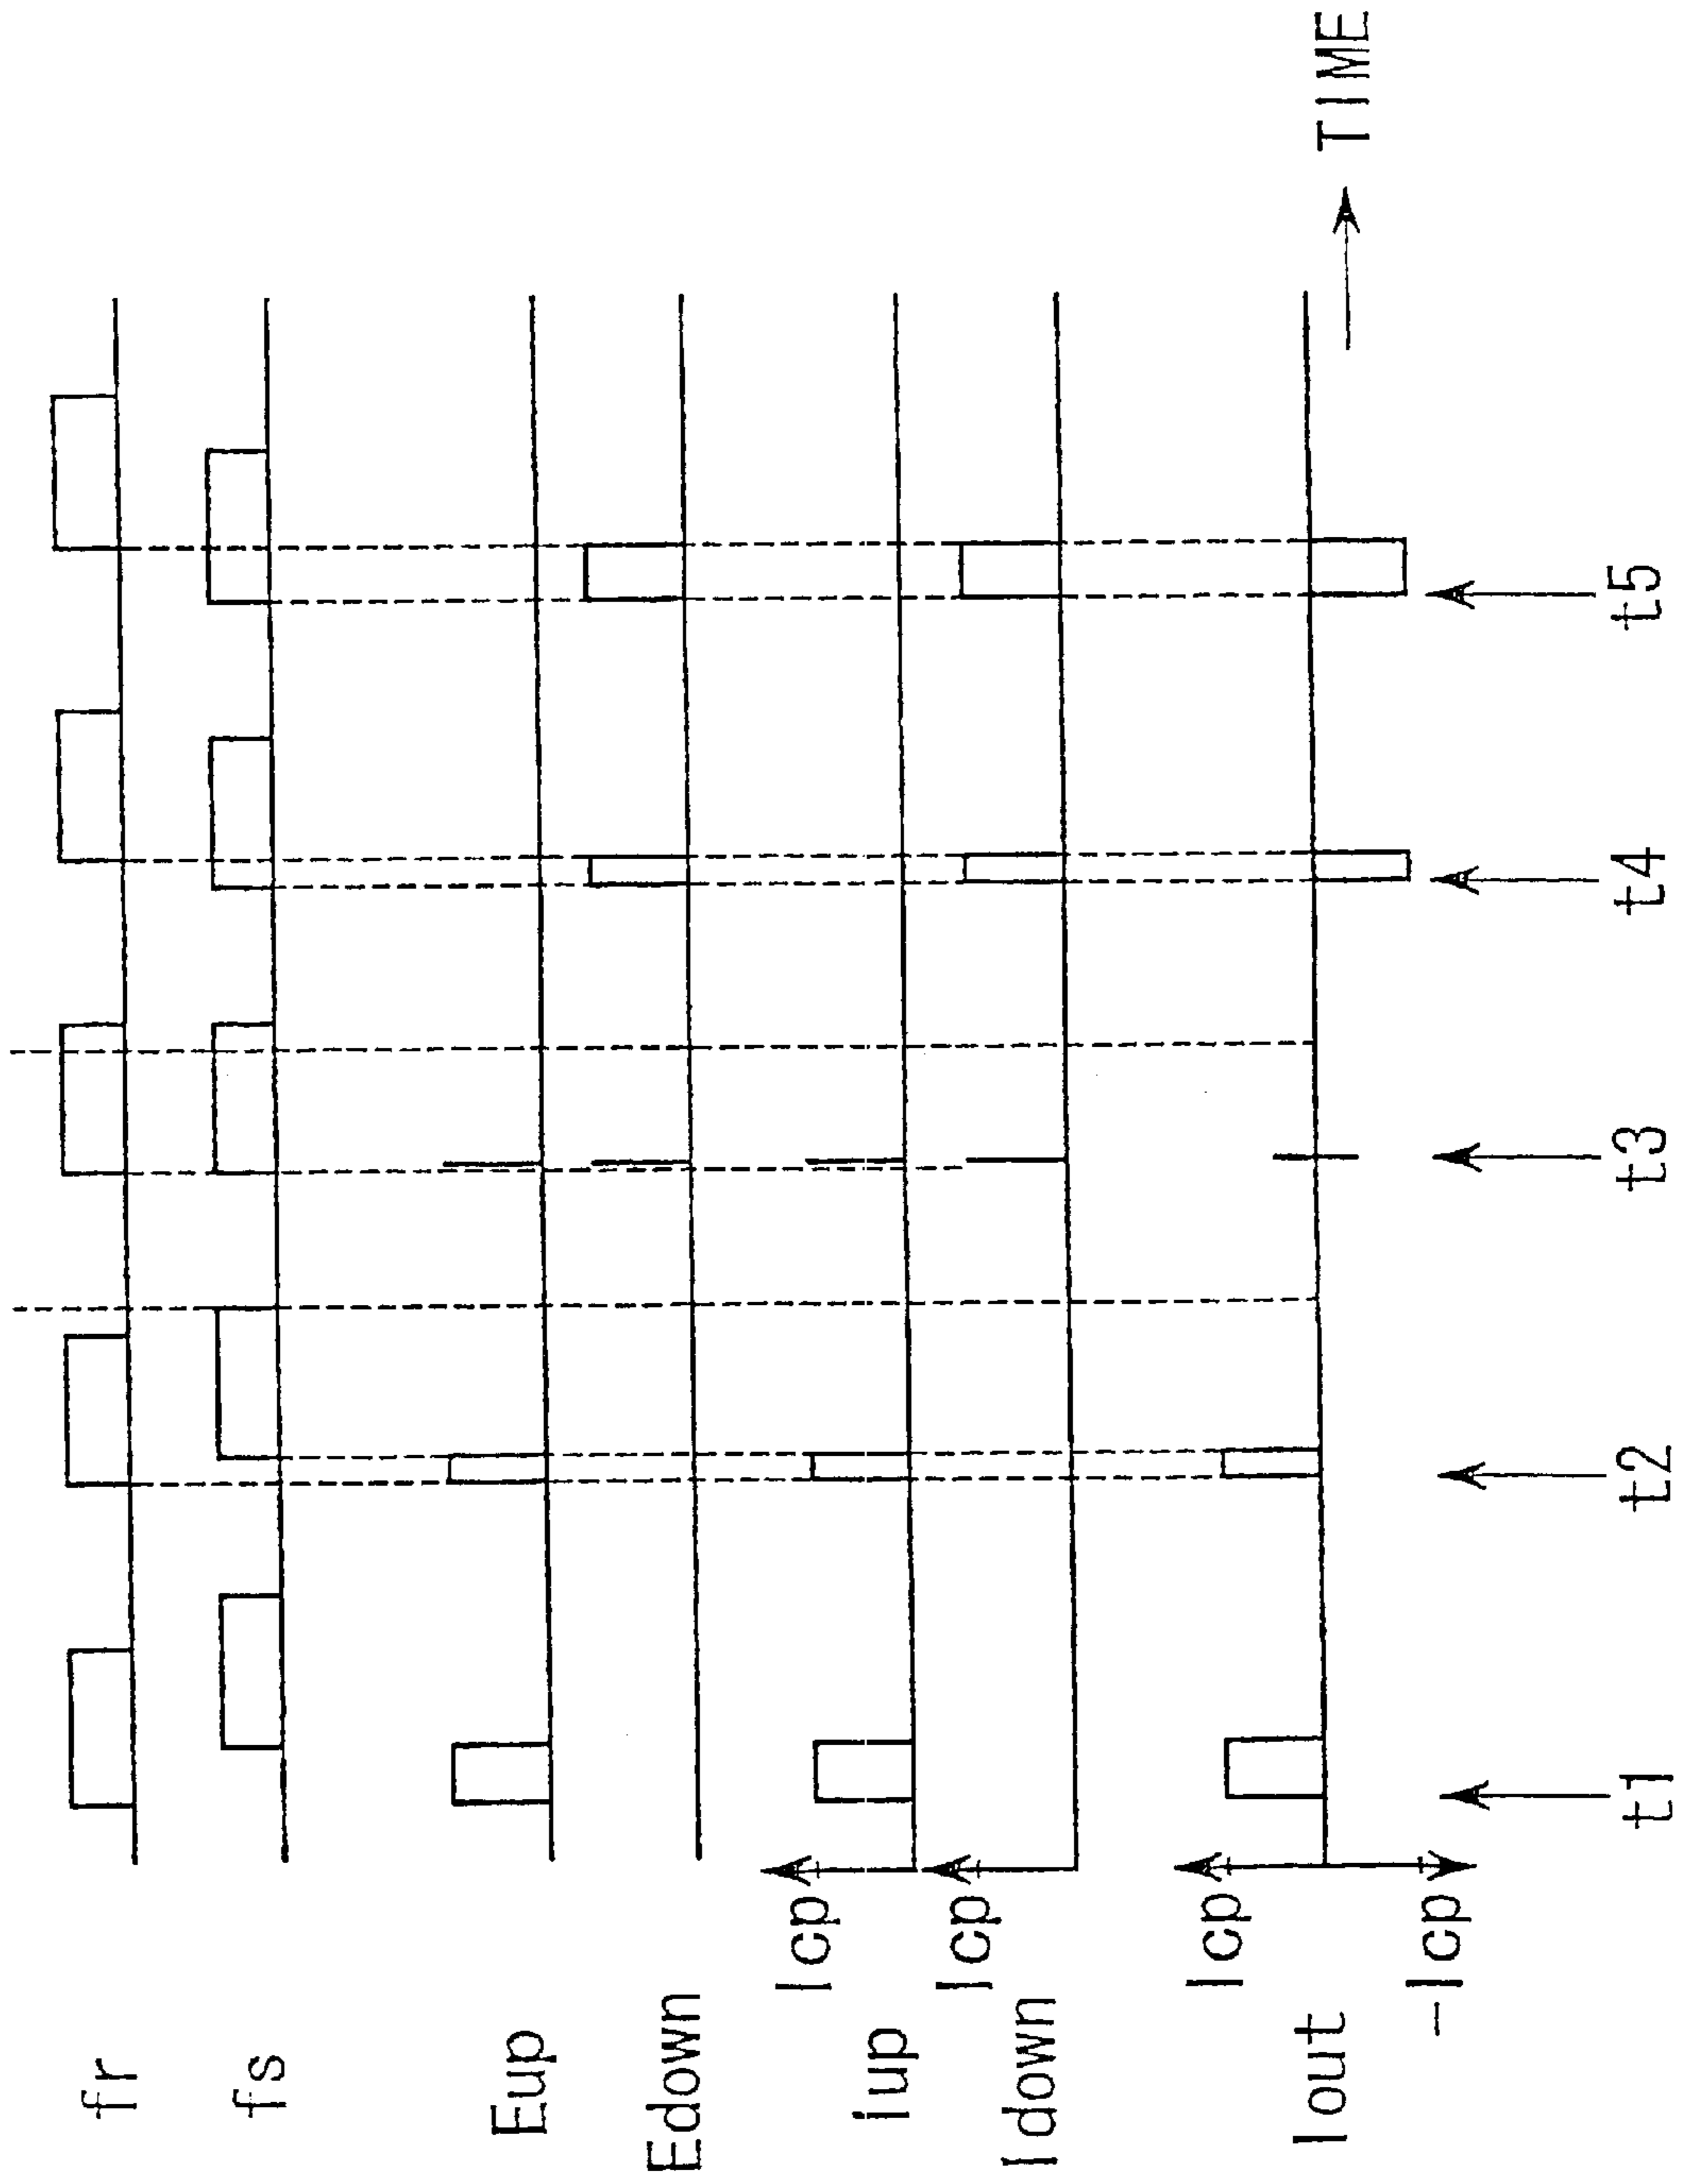 fr
fs
Eup
Edown
Icp
iup
Icp
Idown
Icp
Iout
-Icp
TIME
t1
t2
t3
t4
t5